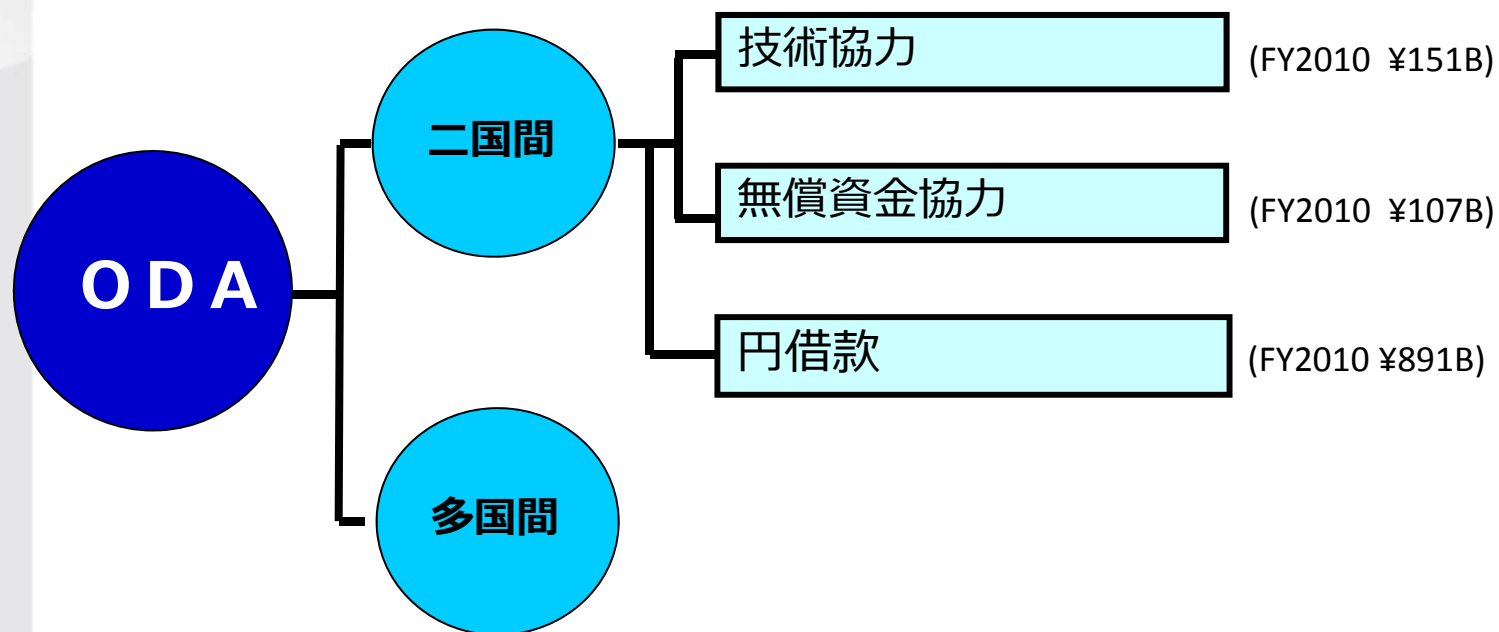 ODA
二国間
技術協力
(FY2010 ¥151B)
無償資金協力
(FY2010 ¥107B)
円借款
(FY2010 ¥891B)
多国間